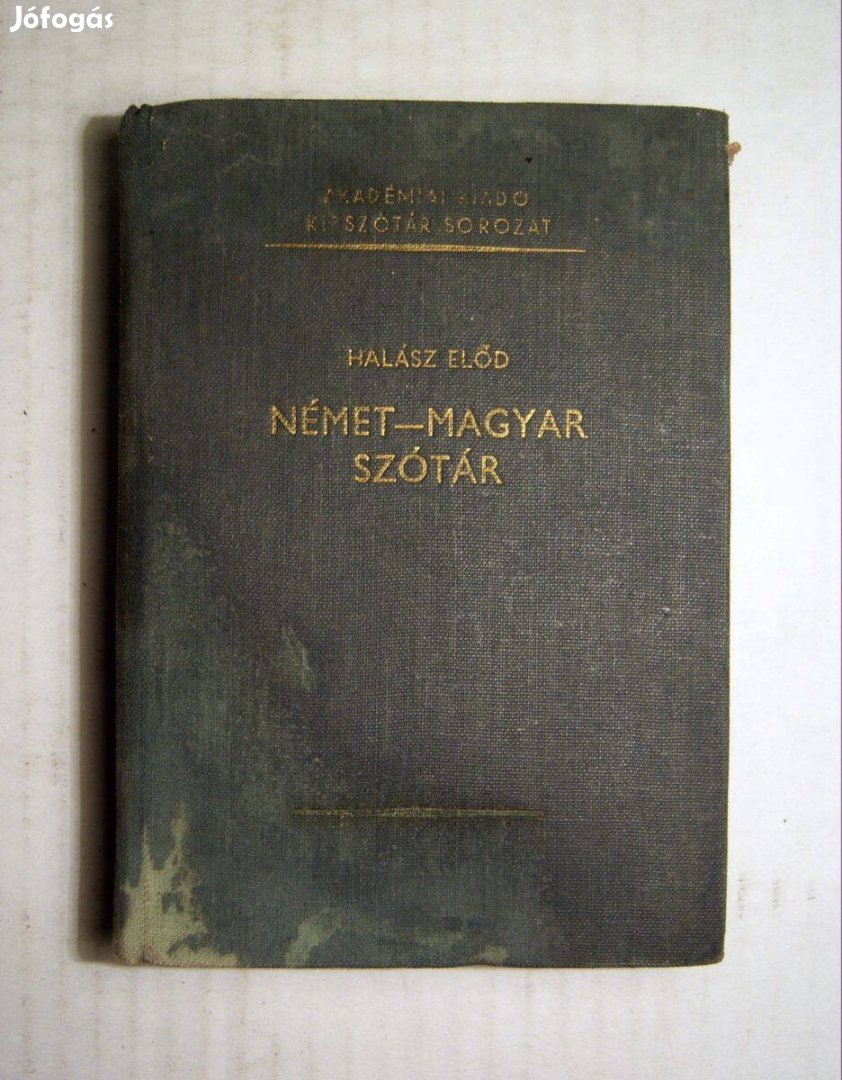 Jófogás
AKADÉMIAI KIADÓ
KISSZÓTÁR SOROZAT
HALÁSZ ELŐD
NÉMET—MAGYAR
SZÓTÁR